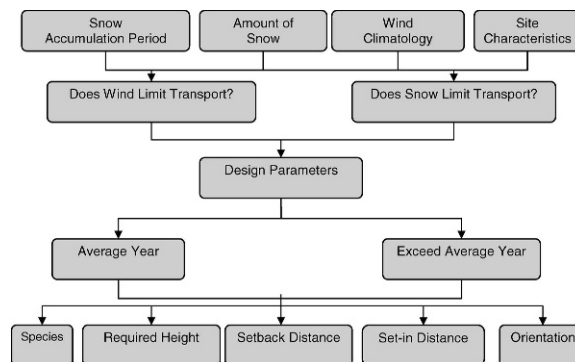 Snow
Accumulation Period
Amount of
Snow
Wind
Climatology
Site
Characteristics
Does Wind Limit Transport?
Does Snow Limit Transport?
Design Parameters
Average Year
Exceed Average Year
Species
Required Height
Setback Distance
Set-in Distance
Orientation